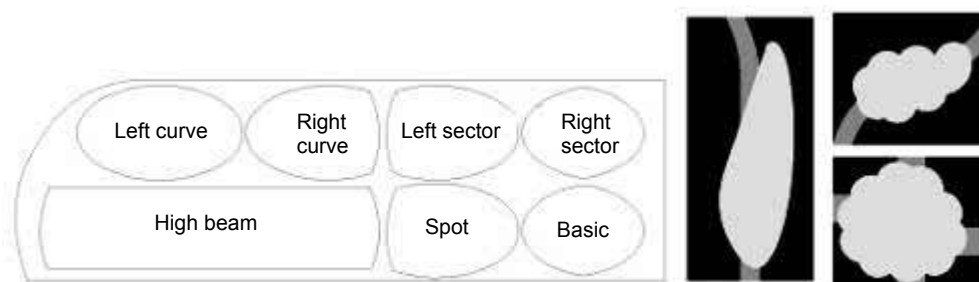 Left curve
Right
curve
Left sector
Right
sector
High beam
Spot
Basic